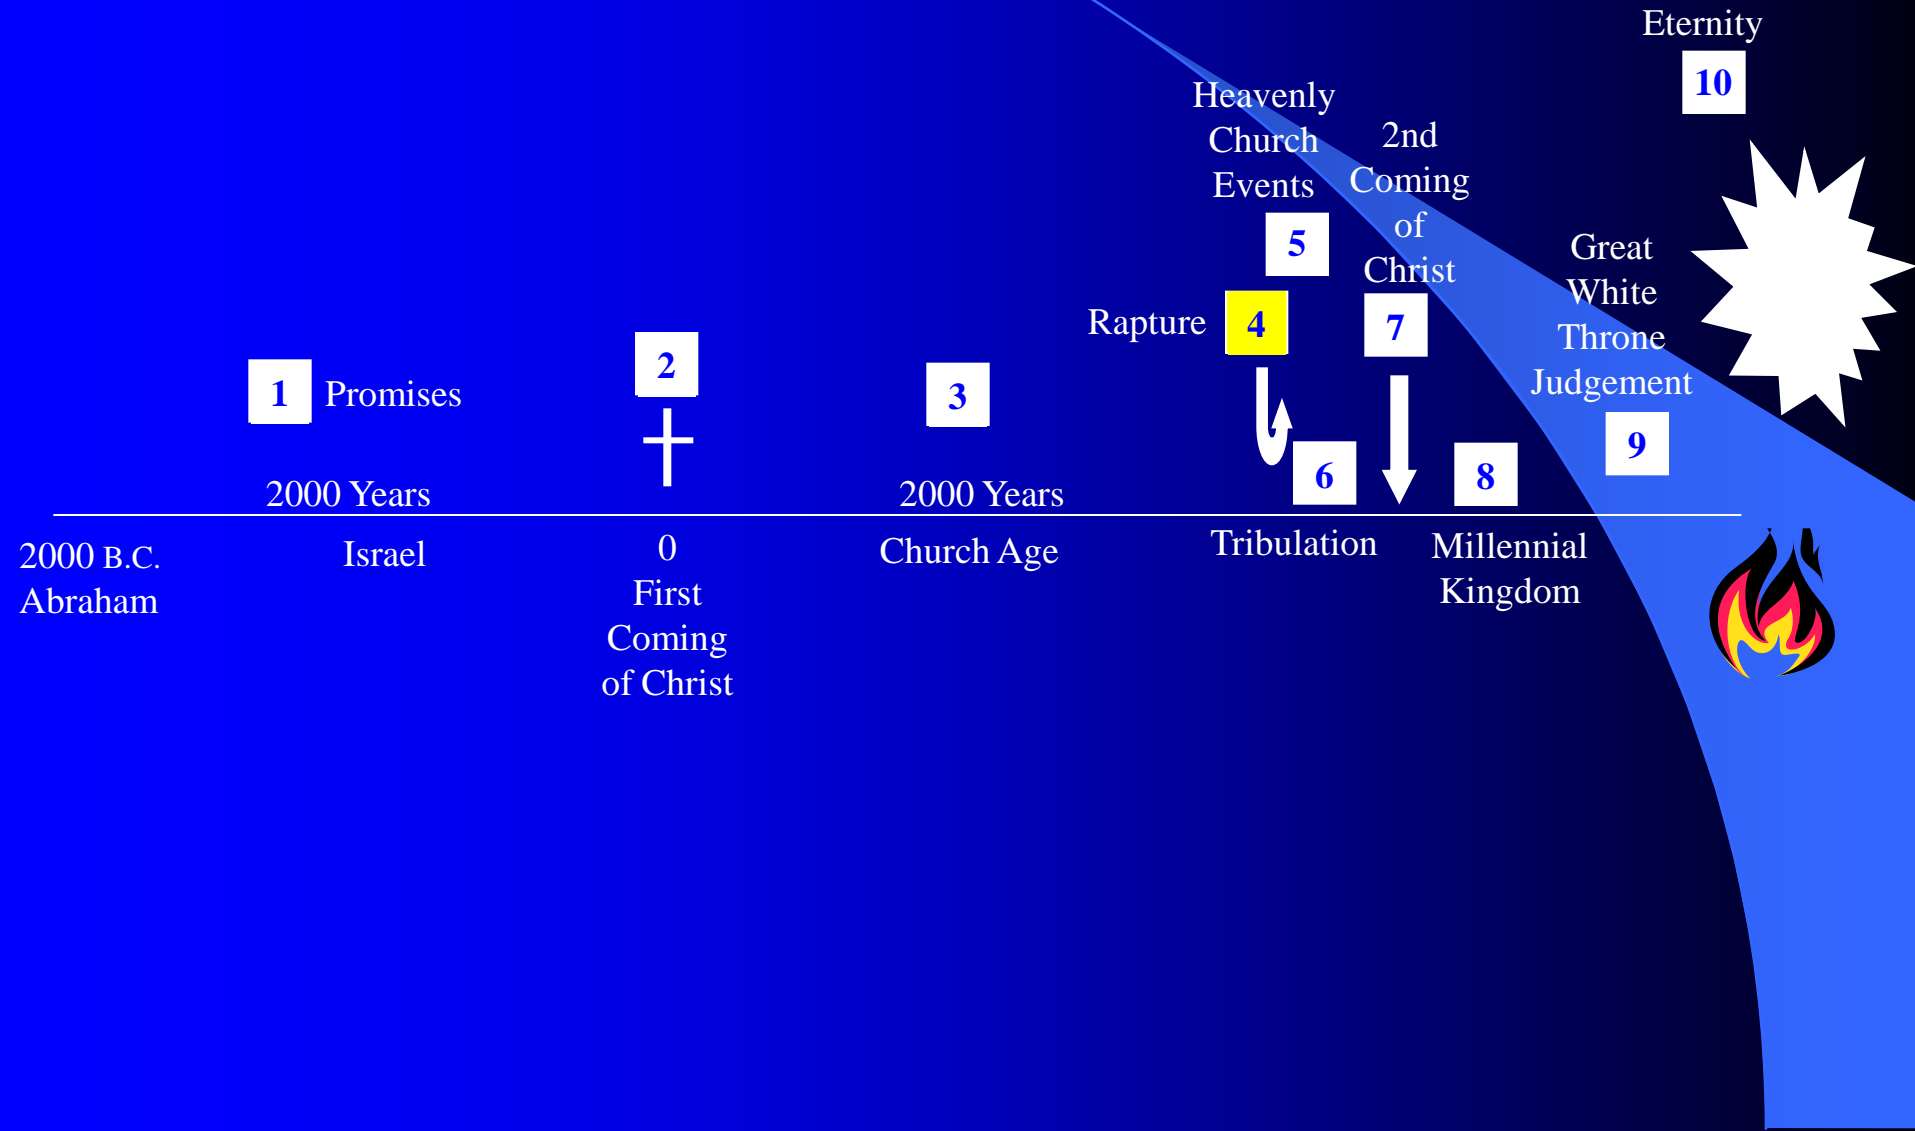 Eternity
10
Heavenly
Church
Events
5
2nd
Coming
of
Christ
7
Great
White
Throne
Judgement
9
Rapture
4
1 Promises
2
3
6
8
2000 Years
2000 Years
2000 B.C.
Abraham
Israel
0
First
Coming
of Christ
Church Age
Tribulation
Millennial
Kingdom